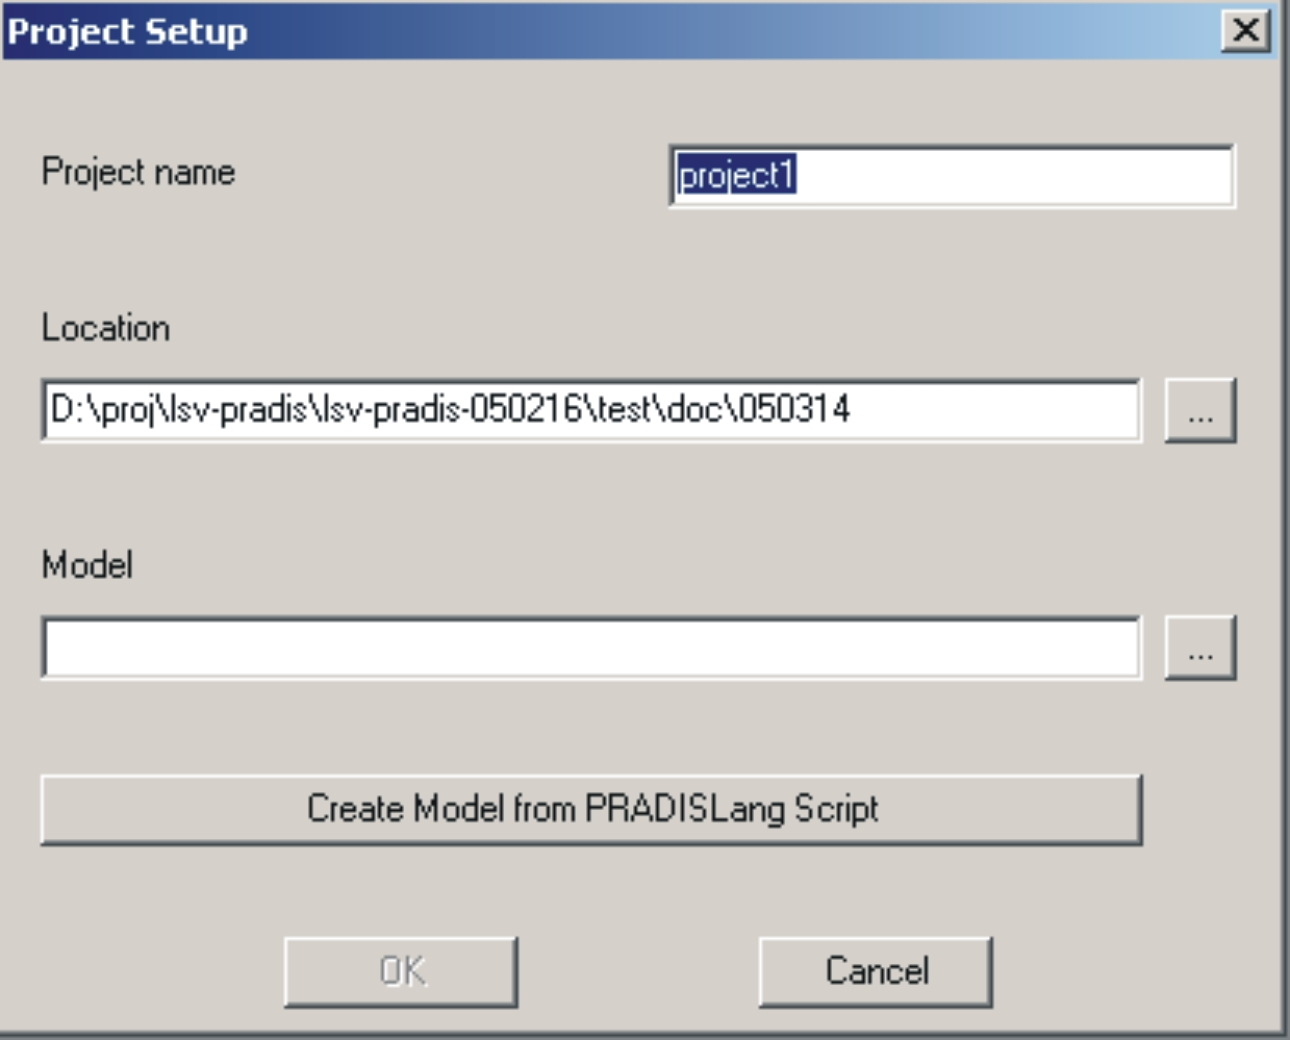 Project Setup
Project name
project1
Location
D:\proj\lsv-pradis\lsv-pradis-050216\test\doc\050314
...
Model
...
Create Model from PRADISLang Script
OK
Cancel